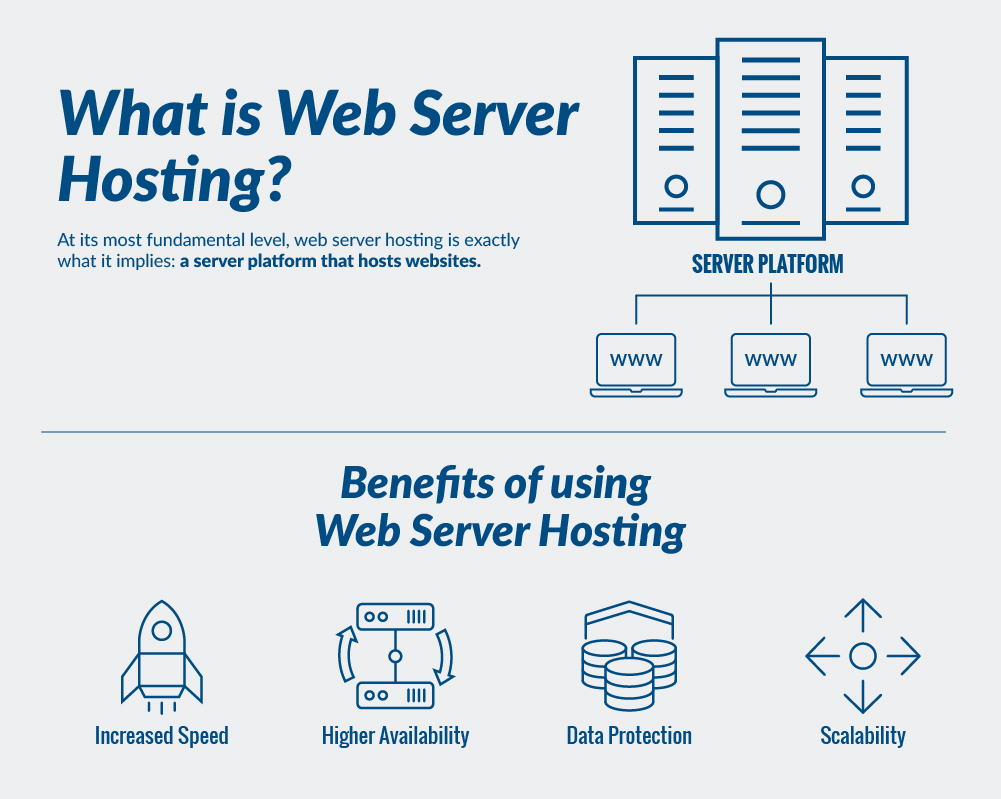 What is Web Server
Hosting?
At its most fundamental level, web server hosting is exactly
what it implies: a server platform that hosts websites.
SERVER PLATFORM
www www www
Benefits of using
Web Server Hosting
Increased Speed Higher Availability Data Protection Scalability